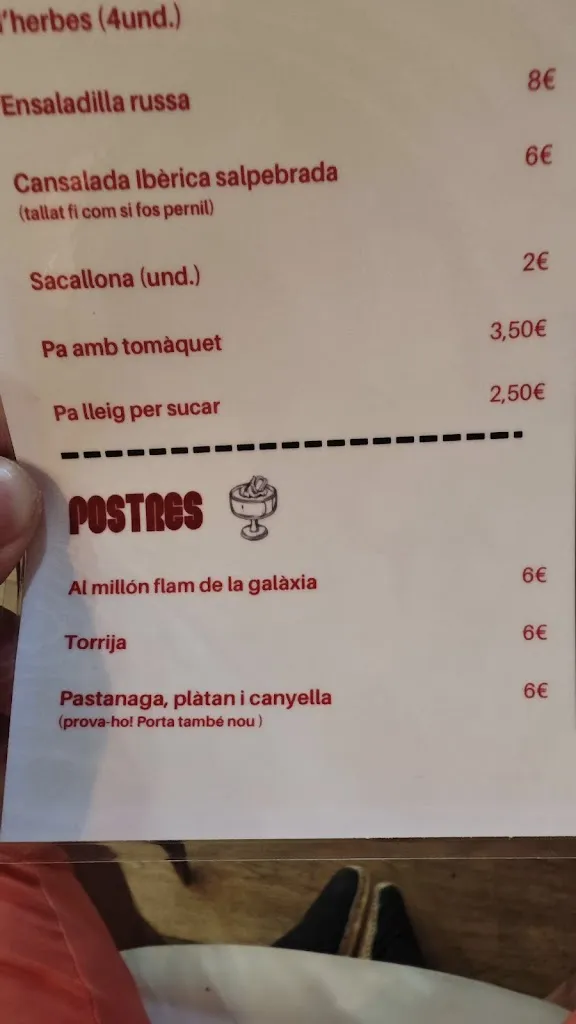 'herbes (4und.)
Ensaladilla russa 8€
Cansalada Ibèrica salpebrada 6€
(tallat fi com si fos pernil)
Sacallona (und.) 2€
Pa amb tomàquet 3,50€
Pa lleig per sucar 2,50€
POSTRES
Al millón flam de la galàxia 6€
Torrija 6€
Pastanaga, plàtan i canyella 6€
(prova-ho! Porta també nou )